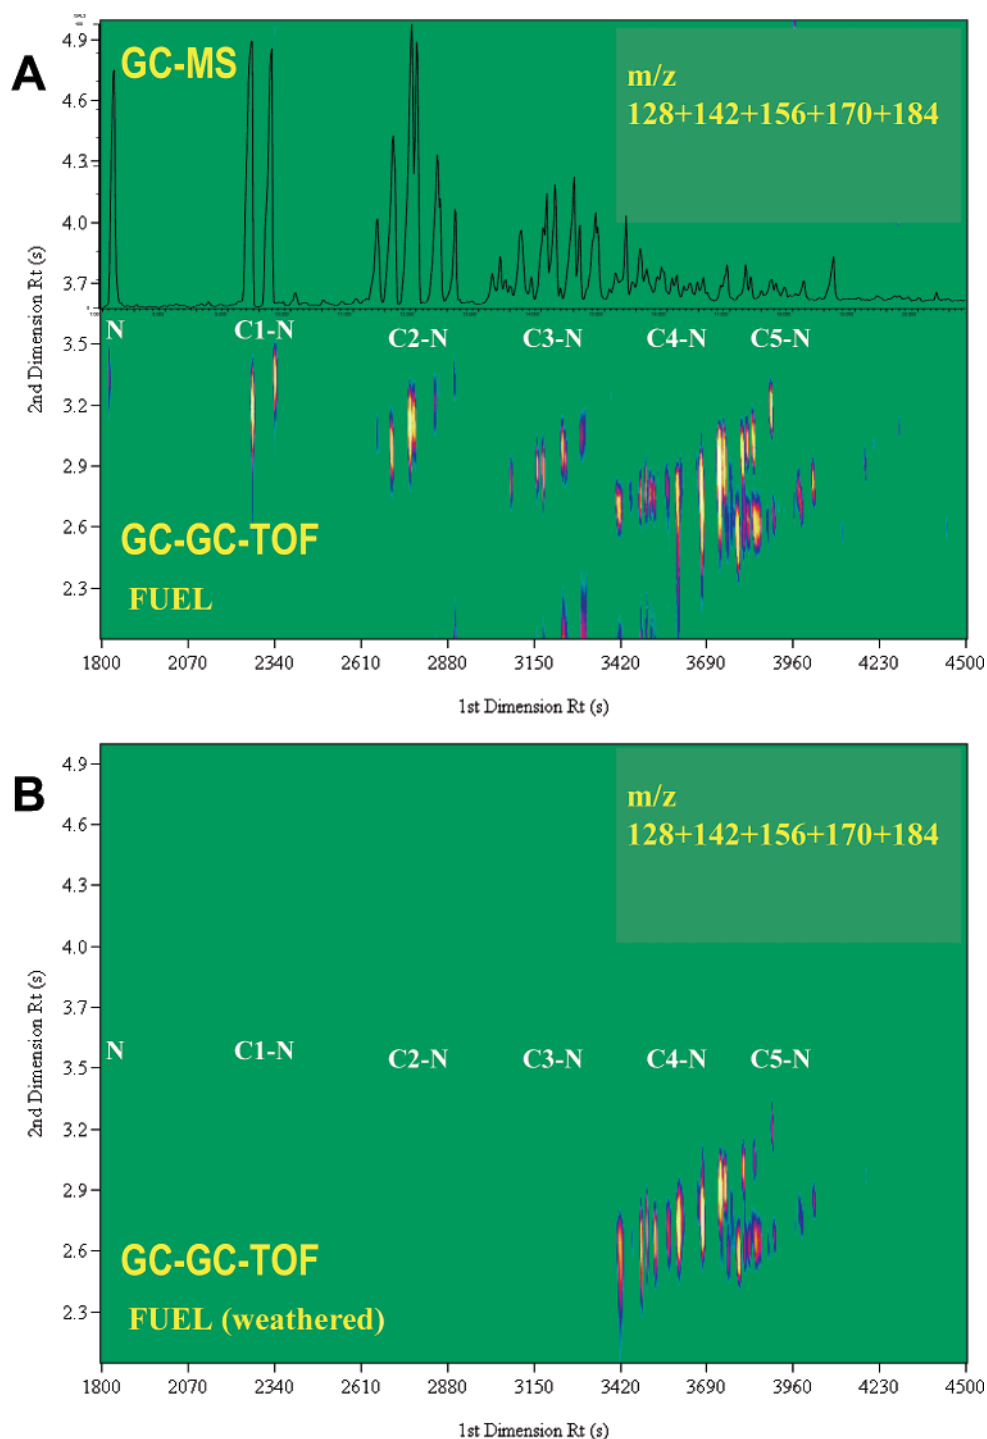 A
GC-MS
m/z
128+142+156+170+184
4.9
4.6
4.3
4.0
3.7
3.5
3.2
2.9
2.6
2.3
2nd Dimension Rt (s)
N
C1-N
C2-N
C3-N
C4-N
C5-N
GC-GC-TOF
FUEL
1800 2070 2340 2610 2880 3150 3420 3690 3960 4230 4500
1st Dimension Rt (s)
B
m/z
128+142+156+170+184
4.9
4.6
4.3
4.0
3.7
3.5
3.2
2.9
2.6
2.3
2nd Dimension Rt (s)
N
C1-N
C2-N
C3-N
C4-N
C5-N
GC-GC-TOF
FUEL (weathered)
1800 2070 2340 2610 2880 3150 3420 3690 3960 4230 4500
1st Dimension Rt (s)